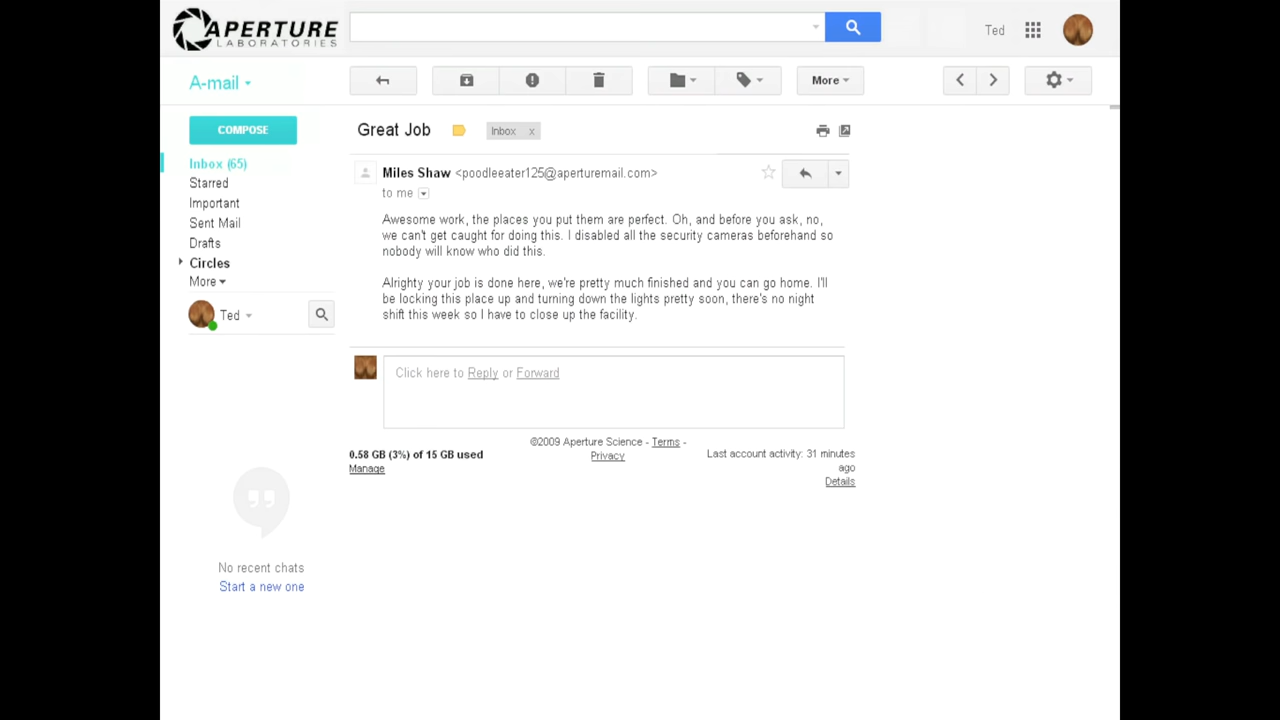 APERTURE
LABORATORIES
Ted
A-mail
More
COMPOSE
Great Job
Inbox x
Inbox (65)
Starred
Important
Sent Mail
Drafts
Circles
More
Ted
Miles Shaw <poodleeater125@aperturemail.com>
to me
Awesome work, the places you put them are perfect. Oh, and before you ask, no,
we can't get caught for doing this. I disabled all the security cameras beforehand so
nobody will know who did this.
Alrighty your job is done here, we're pretty much finished and you can go home. I'll
be locking this place up and turning down the lights pretty soon, there's no night
shift this week so I have to close up the facility.
Click here to Reply or Forward
0.58 GB (3%) of 15 GB used
Manage
©2009 Aperture Science - Terms -
Privacy
Last account activity: 31 minutes
ago
Details
No recent chats
Start a new one